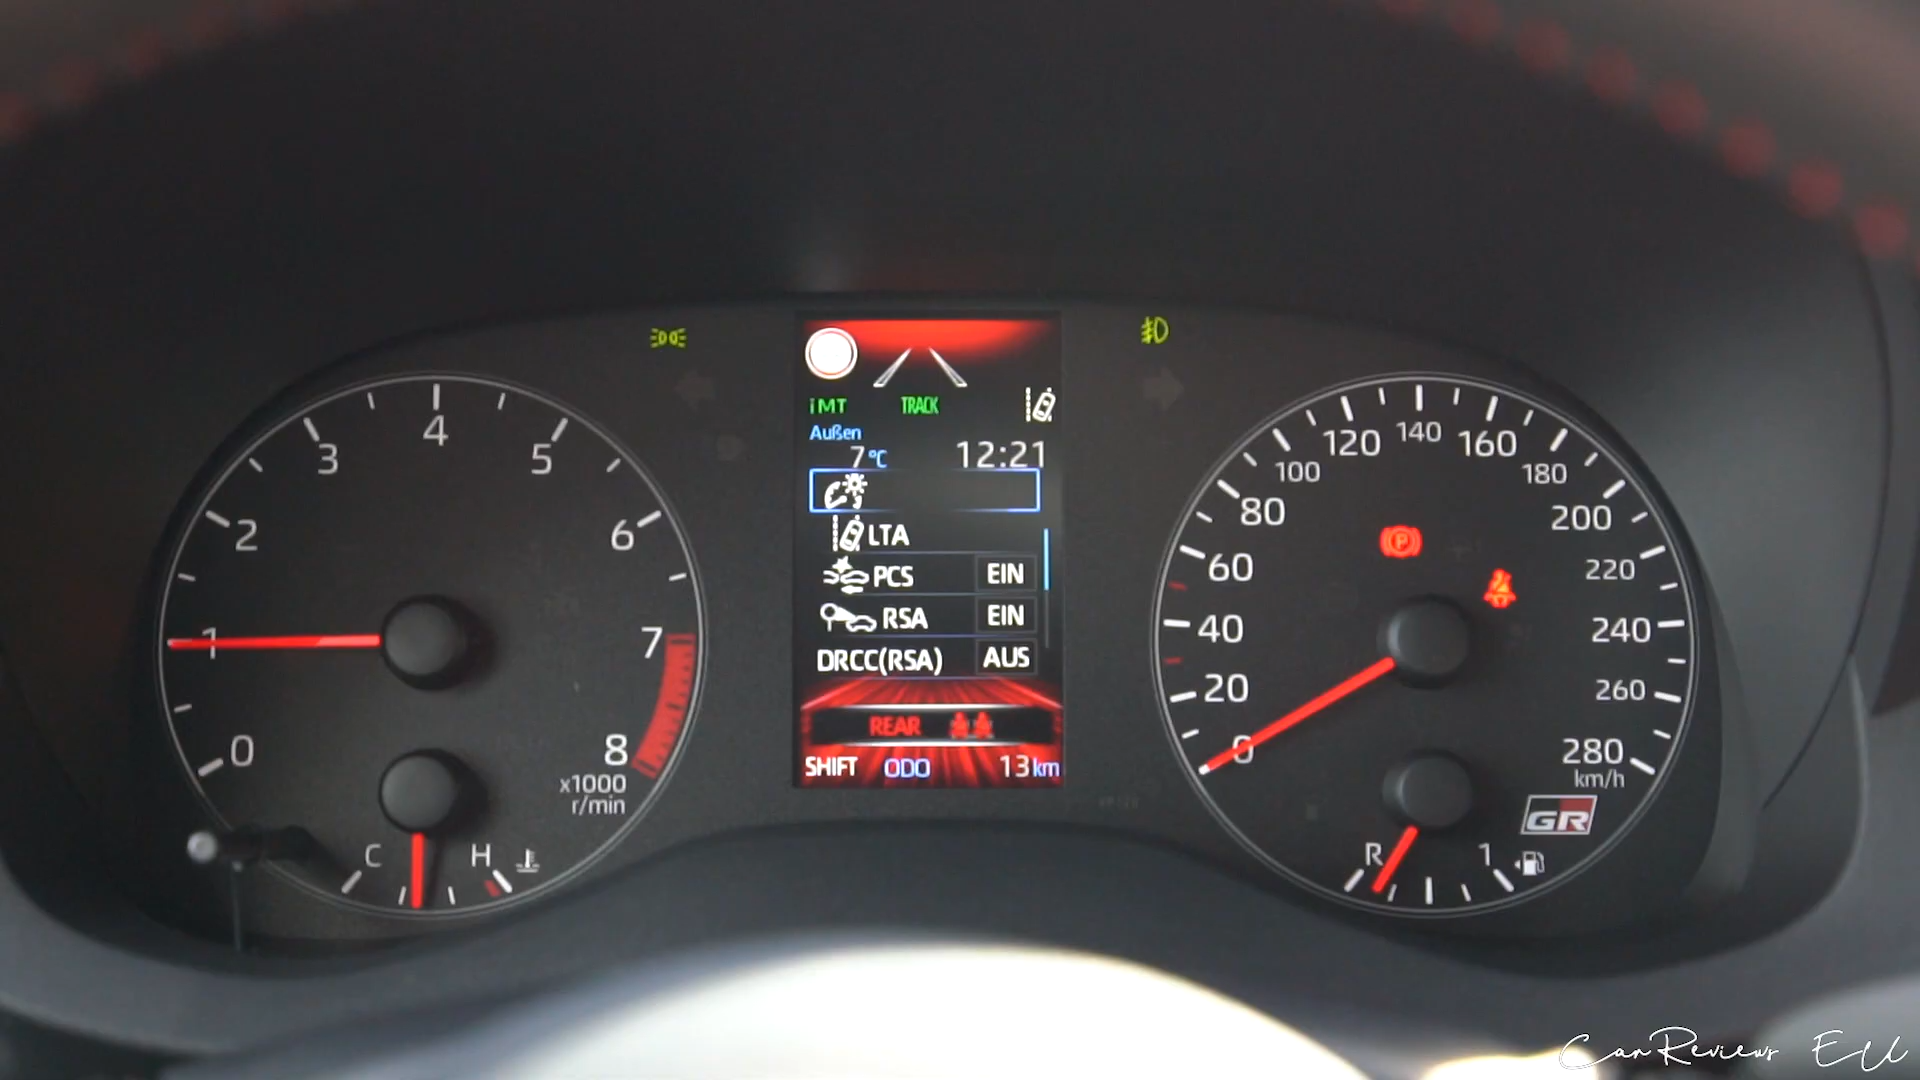 0 1 2 3 4 5 6 7 8
x1000
r/min
C H
iMT TRACK
Außen
7°C 12:21
LTA
PCS EIN
RSA EIN
DRCC(RSA) AUS
REAR
SHIFT ODO 13km
0 20 40 60 80 100 120 140 160 180 200 220 240 260 280
km/h
P
GR
R 1
CarReviews EU